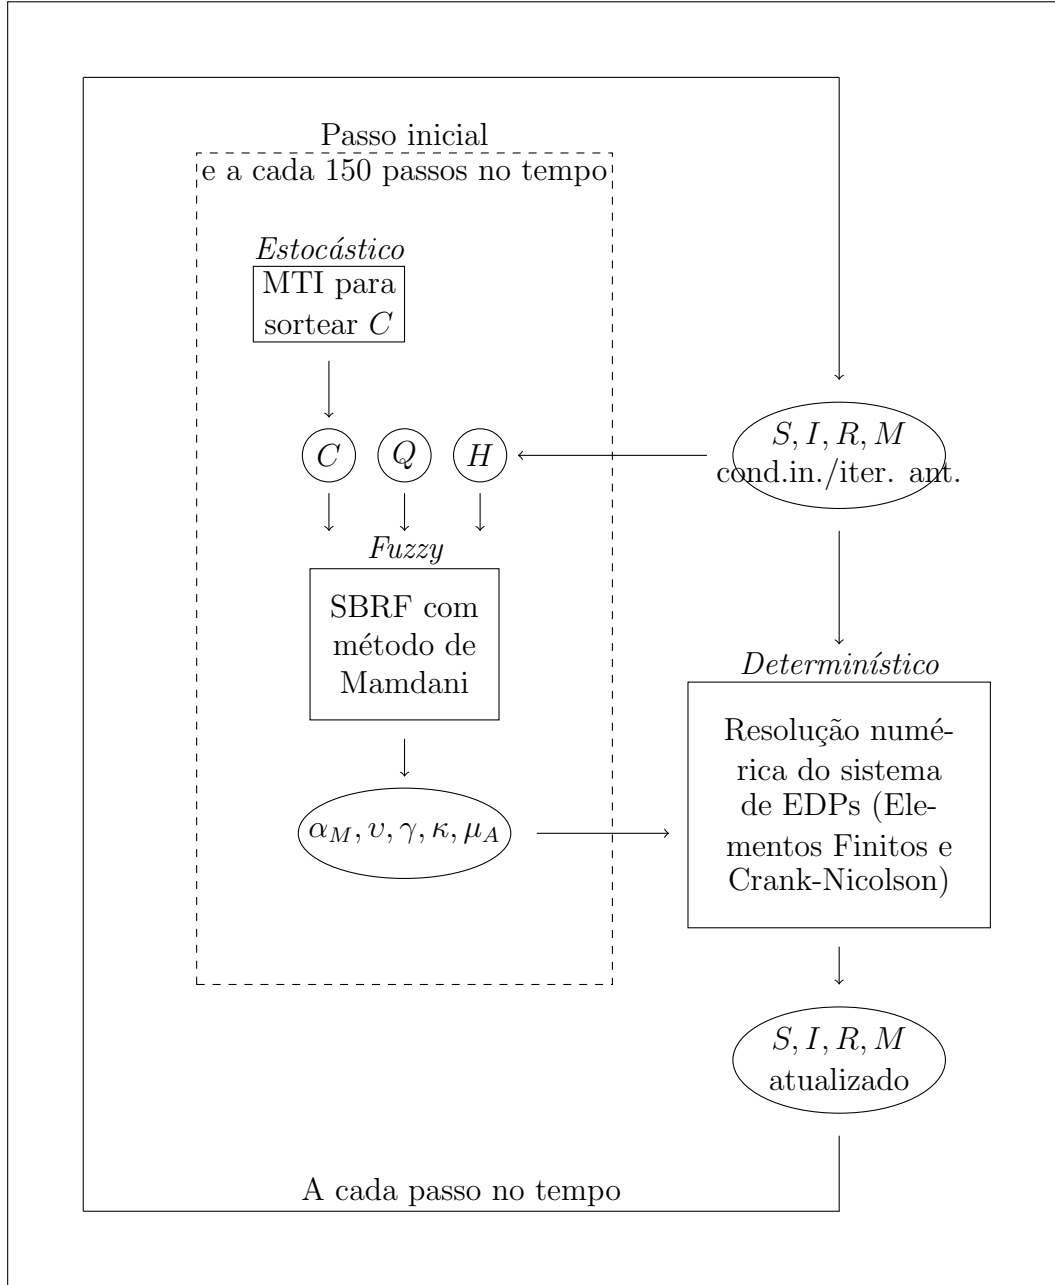 Passo inicial
e a cada 150 passos no tempo
Estocástico
MTI para
sortear C
C Q H
S, I, R, M
cond.in./iter. ant.
Fuzzy
SBRF com
método de
Mamdani
α_M, υ, γ, κ, μ_A
Determinístico
Resolução numé-
rica do sistema
de EDPs (Ele-
mentos Finitos e
Crank-Nicolson)
S, I, R, M
atualizado
A cada passo no tempo